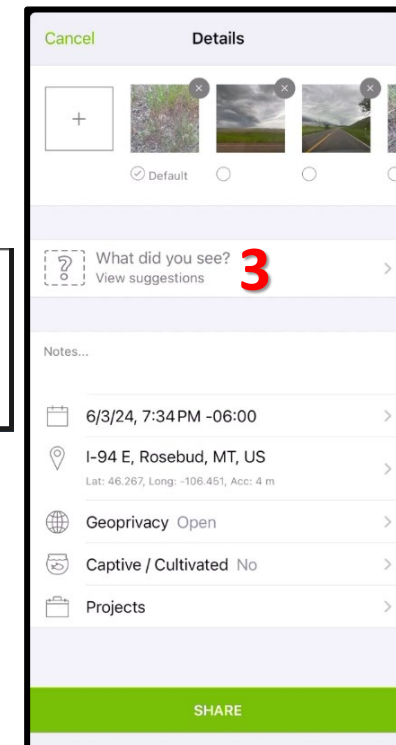 Cancel Details
Default
What did you see? 3
View suggestions
Notes...
6/3/24, 7:34 PM -06:00
I-94 E, Rosebud, MT, US
Lat: 46.267, Long: -106.451, Acc: 4 m
Geoprivacy Open
Captive / Cultivated No
Projects
SHARE